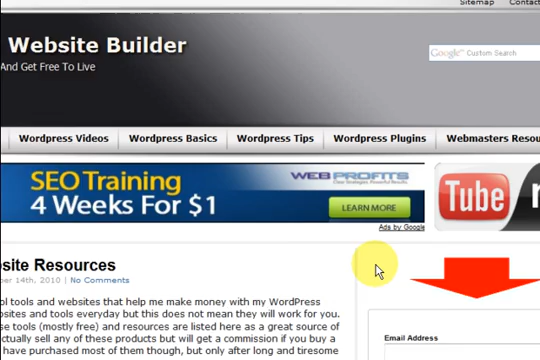 Sitemap Contact
Website Builder
And Get Free To Live
Google Custom Search
Wordpress Videos Wordpress Basics Wordpress Tips Wordpress Plugins Webmasters Resou
SEO Training
4 Weeks For $1
WEBPROFITS
LEARN MORE
Ads by Google
Tube
site Resources
ber 14th, 2010 | No Comments
ol tools and websites that help me make money with my WordPress
bsites and tools everyday but this does not mean they will work for you.
se tools (mostly free) and resources are listed here as a great source of
ctually sell any of these products but will get a commission if you buy a
have purchased most of them though, but only after long and tiresome
Email Address